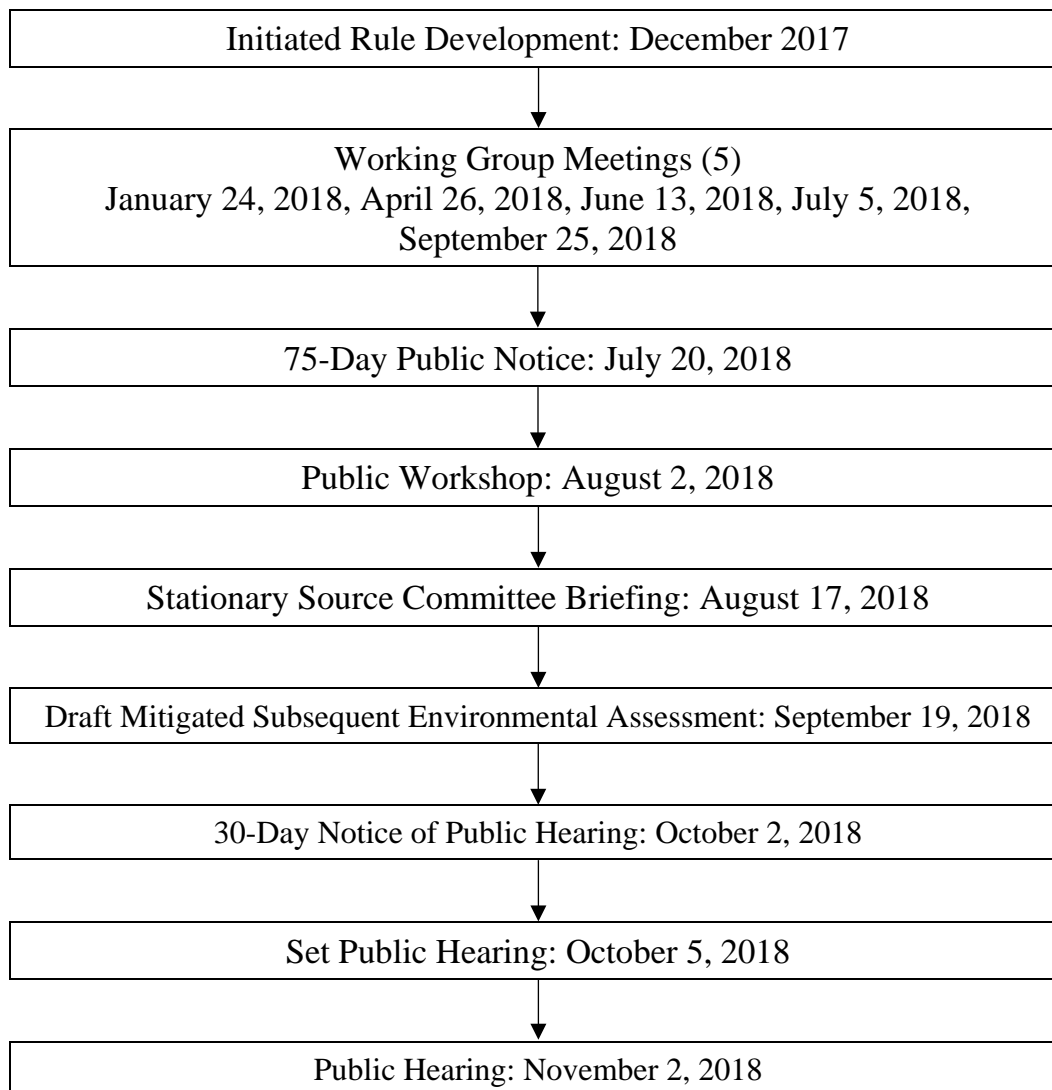 Initiated Rule Development: December 2017
Working Group Meetings (5)
January 24, 2018, April 26, 2018, June 13, 2018, July 5, 2018,
September 25, 2018
75-Day Public Notice: July 20, 2018
Public Workshop: August 2, 2018
Stationary Source Committee Briefing: August 17, 2018
Draft Mitigated Subsequent Environmental Assessment: September 19, 2018
30-Day Notice of Public Hearing: October 2, 2018
Set Public Hearing: October 5, 2018
Public Hearing: November 2, 2018